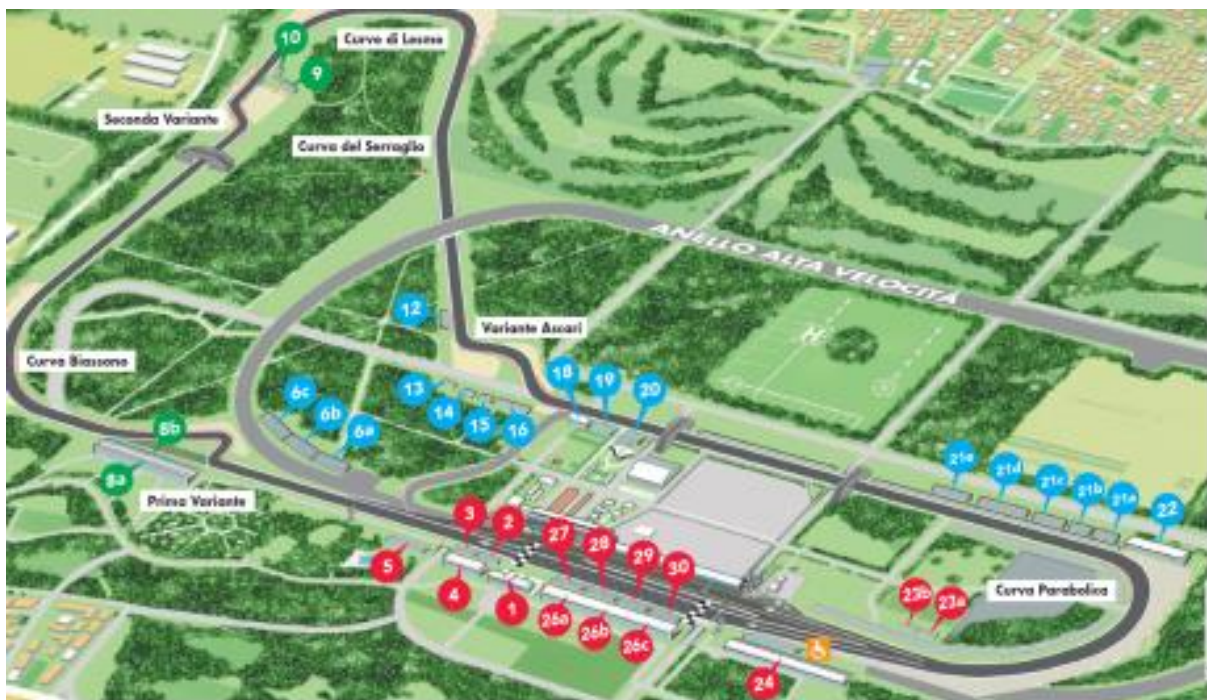 10
Curve di Lesmo
9
Seconda Variante
Curva del Serraglio
ANELLO ALTA VELOCITÀ
12
Variante Ascari
Curva Biassono
6c
6b
6a
13
14
15
16
18
19
20
8b
8a
Prima Variante
21e
21d
21c
21b
21a
22
3
2
27
28
29
30
5
4
1
26a
26b
26c
Curva Parabolica
23b
23a
24